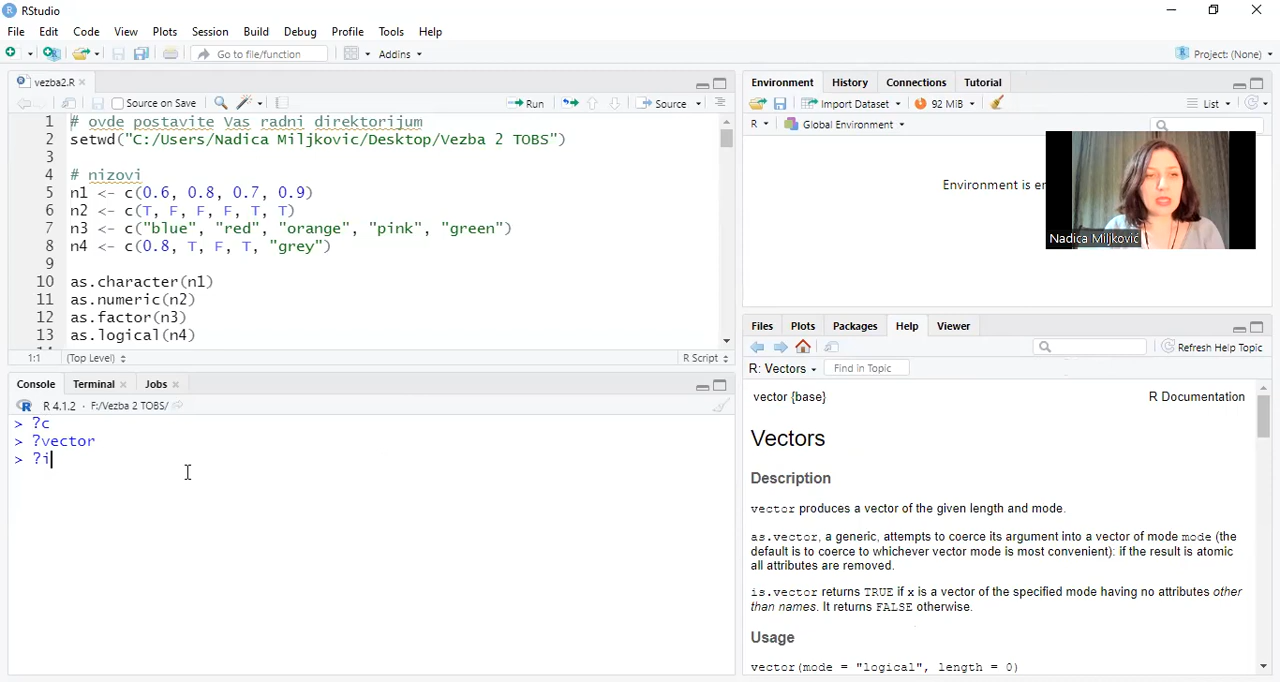 RStudio
File Edit Code View Plots Session Build Debug Profile Tools Help
Go to file/function Addins Project: (None)
vezba2.R
Source on Save Run Source
1 # ovde postavite Vas radni direktorijum
2 setwd("C:/Users/Nadica Miljkovic/Desktop/Vezba 2 TOBS")
3
4 # nizovi
5 n1 <- c(0.6, 0.8, 0.7, 0.9)
6 n2 <- c(T, F, F, F, T, T)
7 n3 <- c("blue", "red", "orange", "pink", "green")
8 n4 <- c(0.8, T, F, T, "grey")
9
10 as.character(n1)
11 as.numeric(n2)
12 as.factor(n3)
13 as.logical(n4)
1:1 (Top Level) R Script
Console Terminal Jobs
R 4.1.2 · F:/Vezba 2 TOBS/
> ?c
> ?vector
> ?i
Environment History Connections Tutorial
Import Dataset 92 MiB List
R Global Environment
Environment is
Nadica Miljković
Files Plots Packages Help Viewer
Refresh Help Topic
R: Vectors Find in Topic
vector {base} R Documentation
Vectors
Description
vector produces a vector of the given length and mode.
as.vector, a generic, attempts to coerce its argument into a vector of mode mode (the
default is to coerce to whichever vector mode is most convenient): if the result is atomic
all attributes are removed.
is.vector returns TRUE if x is a vector of the specified mode having no attributes other
than names. It returns FALSE otherwise.
Usage
vector(mode = "logical", length = 0)